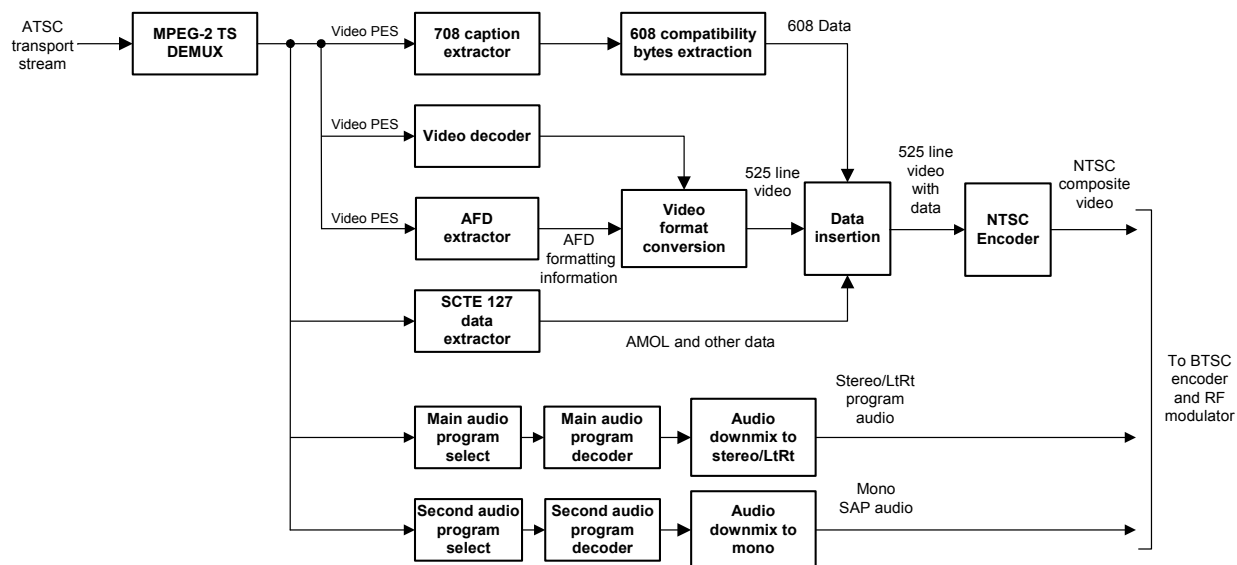 ATSC
transport
stream
MPEG-2 TS
DEMUX
Video PES
708 caption
extractor
608 compatibility
bytes extraction
608 Data
Video PES
Video decoder
525 line
video
525 line
video
with
data
NTSC
composite
video
Video PES
AFD
extractor
AFD
formatting
information
Video
format
conversion
Data
insertion
NTSC
Encoder
SCTE 127
data
extractor
AMOL and other data
To BTSC
encoder
and RF
modulator
Main audio
program
select
Main audio
program
decoder
Audio
downmix to
stereo/LtRt
Stereo/LtRt
program
audio
Second audio
program
select
Second audio
program
decoder
Audio
downmix to
mono
Mono
SAP audio